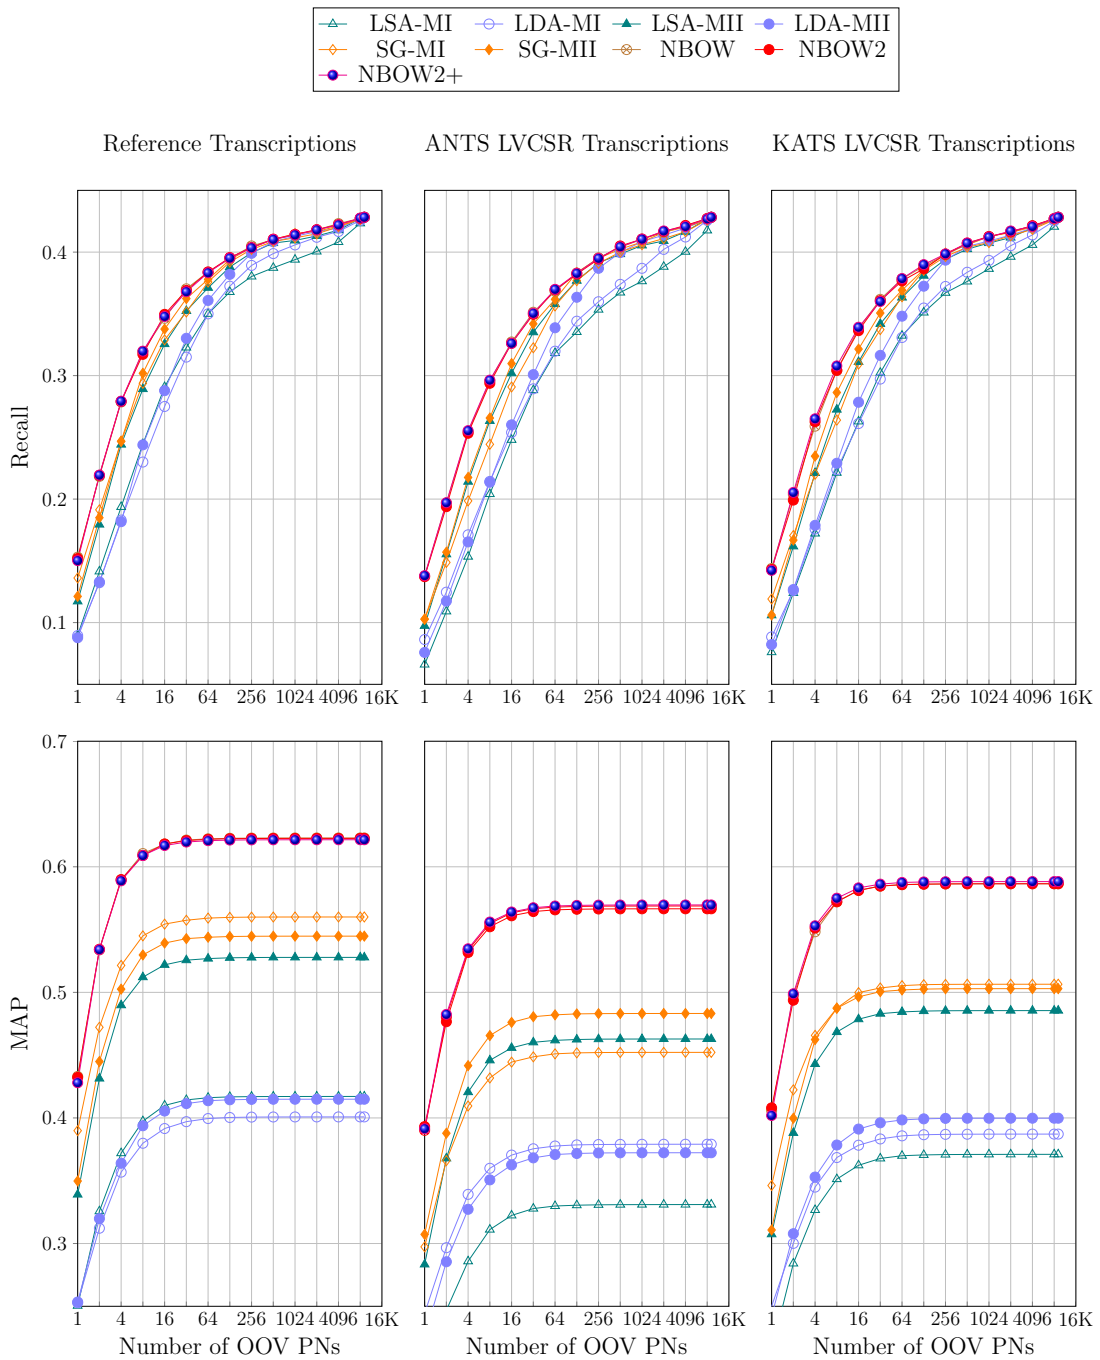 LSA-MI LDA-MI LSA-MII LDA-MII
SG-MI SG-MII NBOW NBOW2
NBOW2+
Reference Transcriptions ANTS LVCSR Transcriptions KATS LVCSR Transcriptions
0.4
0.3
0.2
0.1
Recall
1 4 16 64 256 1024 4096 16K 1 4 16 64 256 1024 4096 16K 1 4 16 64 256 1024 4096 16K
0.7
0.6
0.5
0.4
0.3
MAP
1 4 16 64 256 1024 4096 16K 1 4 16 64 256 1024 4096 16K 1 4 16 64 256 1024 4096 16K
Number of OOV PNs Number of OOV PNs Number of OOV PNs